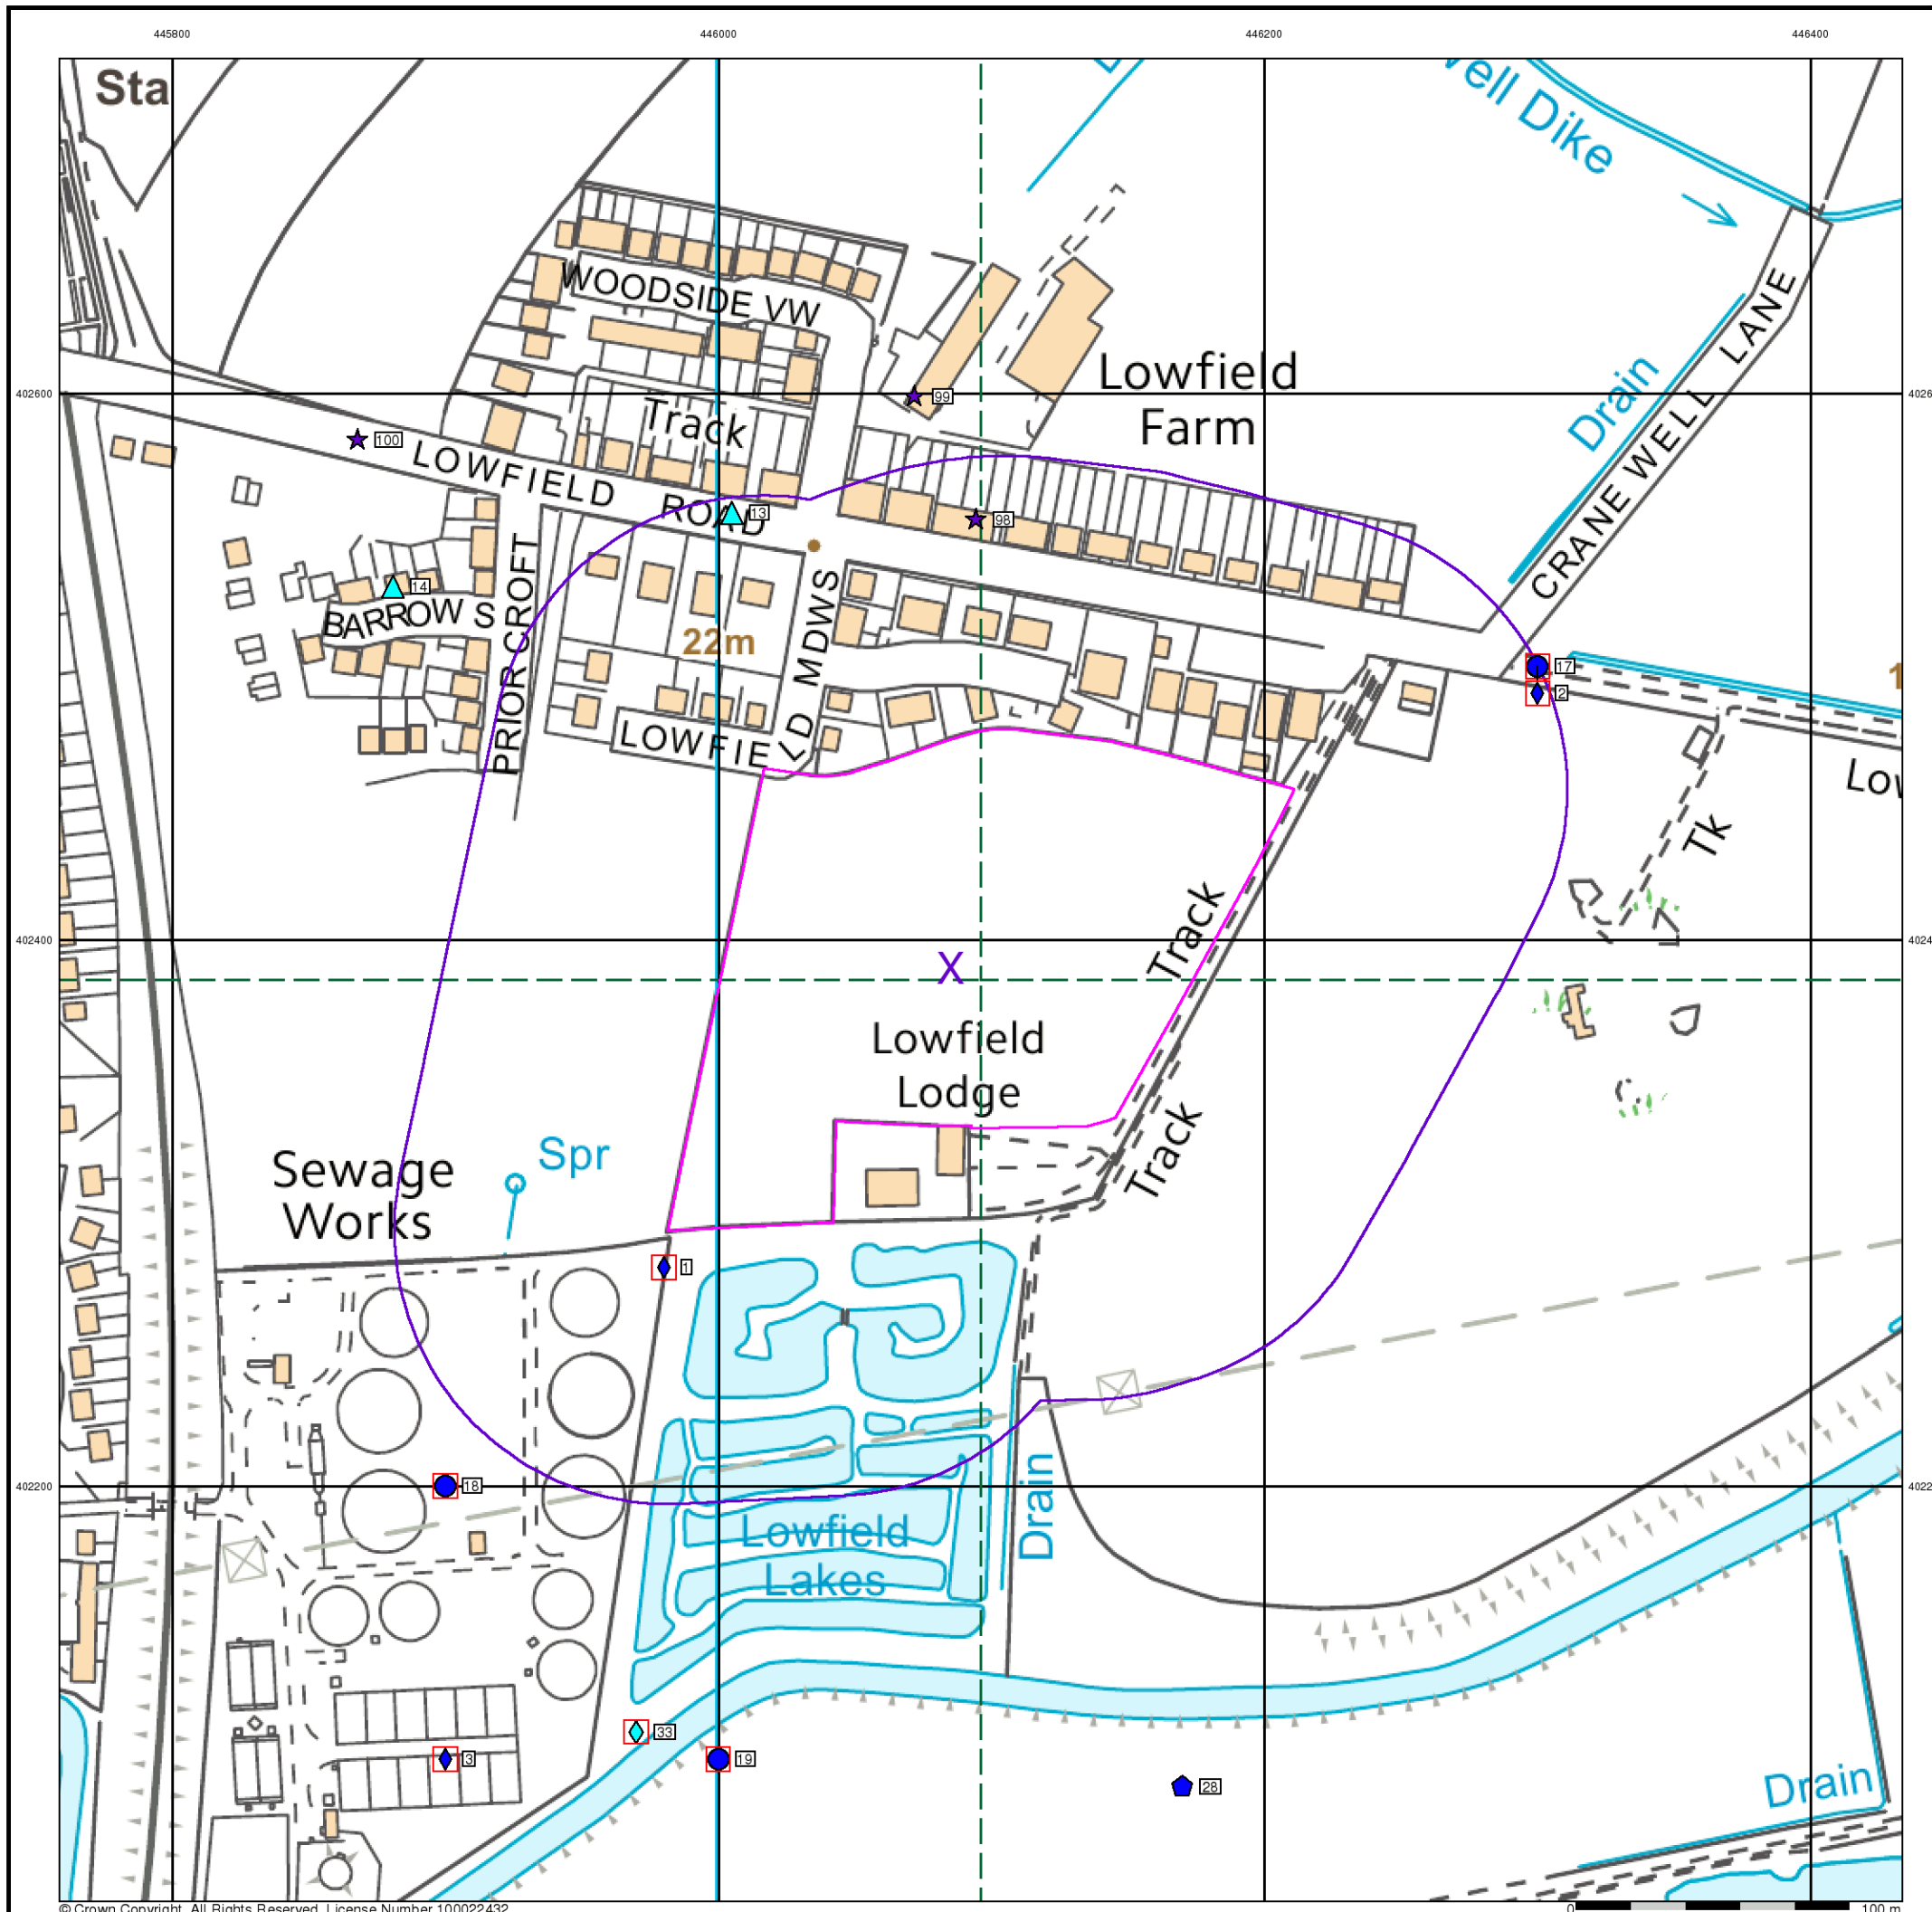 445800 446000 446200 446400
Sta
Well Dike
WOODSIDE VW
CRANE WELL LANE
Drain
Lowfield
Farm
402600
99
Track
100
LOWFIELD ROAD
13
98
14
BARROW S
PRIOR CROFT
22m
LOWFIELD MDWS
17
2
Tk
402400
Track
X
Lowfield
Lodge
Track
Spr
Sewage
Works
1
18
402200
Drain
Lowfield
Lakes
33
3
19
28
Drain
© Crown Copyright. All Rights Reserved. License Number 100022432
0 100 m